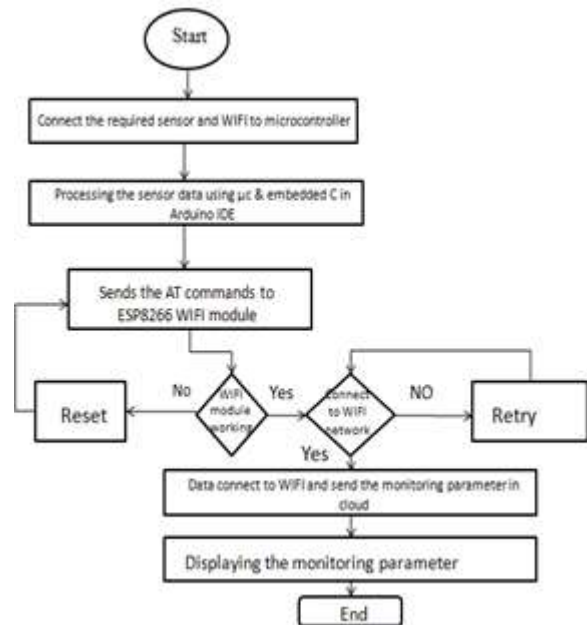 Start
Connect the required sensor and WIFI to microcontroller
Processing the sensor data using µc & embedded C in
Arduino IDE
Sends the AT commands to
ESP8266 WIFI module
No
WIFI
module
working
Yes
Connect
to WIFI
network
NO
Reset
Retry
Yes
Data connect to WIFI and send the monitoring parameter in
cloud
Displaying the monitoring parameter
End